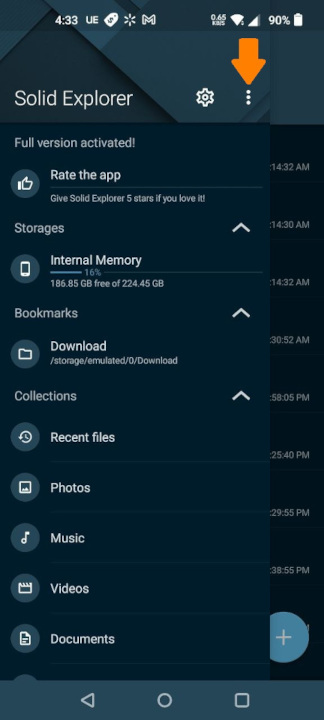 4:33 UE 0.65 KB/S 90%
Solid Explorer
Full version activated!
:14:32 AM
Rate the app
Give Solid Explorer 5 stars if you love it!
:14:30 AM
Storages
Internal Memory
16%
:14:32 AM
186.85 GB free of 224.45 GB
Bookmarks
:30:52 AM
Download
/storage/emulated/0/Download
Collections
:58:05 PM
Recent files
:25:40 PM
Photos
:29:55 PM
Music
:38:55 PM
Videos
Documents